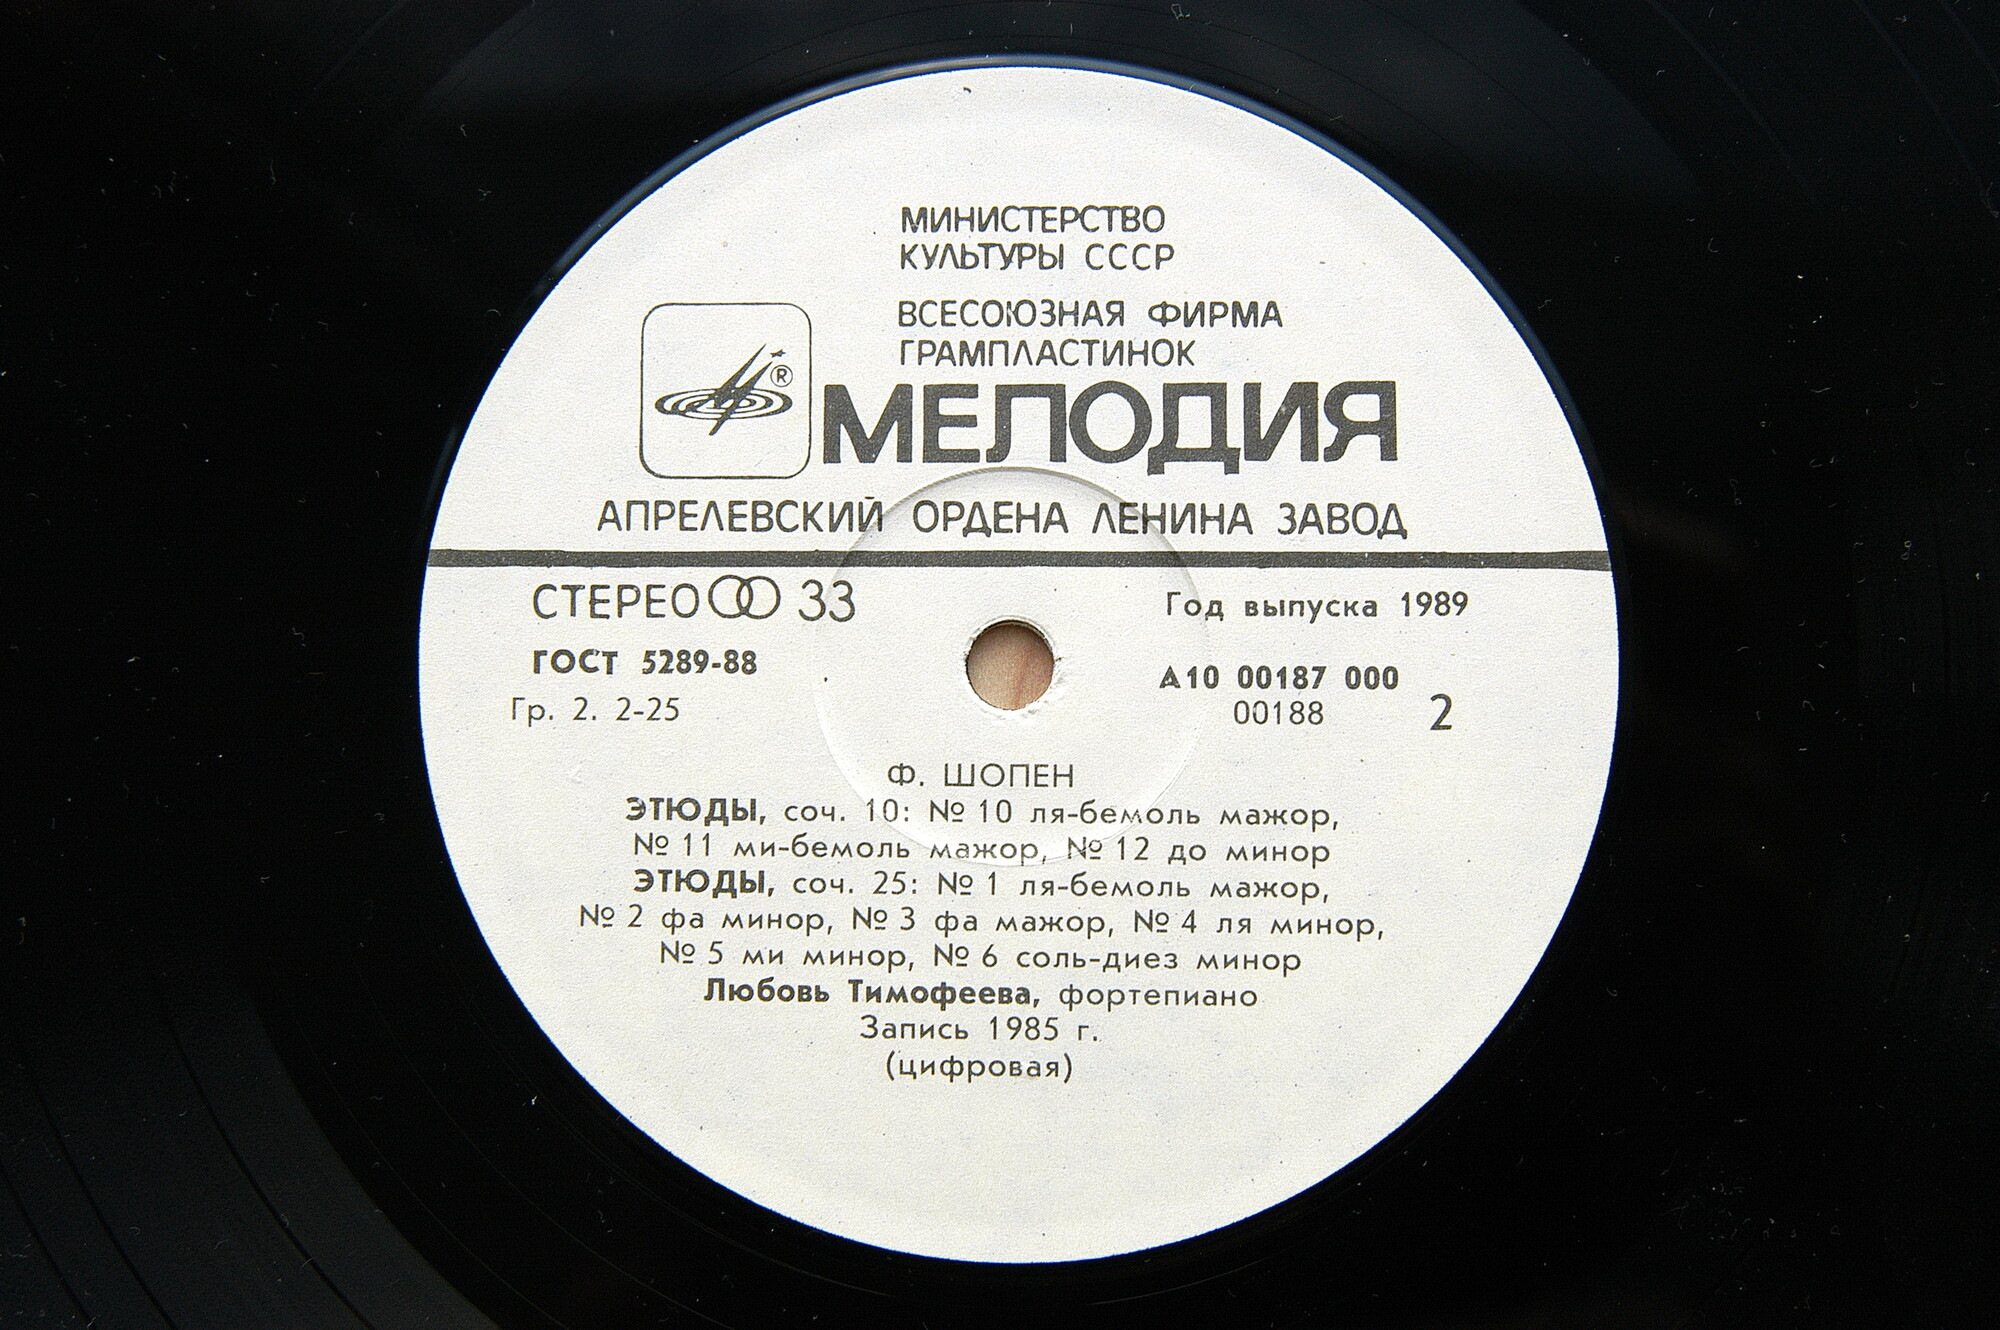 МИНИСТЕРСТВО
КУЛЬТУРЫ СССР
ВСЕСОЮЗНАЯ ФИРМА
ГРАМПЛАСТИНОК
®
МЕЛОДИЯ
АПРЕЛЕВСКИЙ ОРДЕНА ЛЕНИНА ЗАВОД
СТЕРЕО 33
Год выпуска 1989
ГОСТ 5289-88
А10 00187 000
Гр. 2. 2-25
00188 2
Ф. ШОПЕН
ЭТЮДЫ, соч. 10: № 10 ля-бемоль мажор,
№ 11 ми-бемоль мажор, № 12 до минор
ЭТЮДЫ, соч. 25: № 1 ля-бемоль мажор,
№ 2 фа минор, № 3 фа мажор, № 4 ля минор,
№ 5 ми минор, № 6 соль-диез минор
Любовь Тимофеева, фортепиано
Запись 1985 г.
(цифровая)